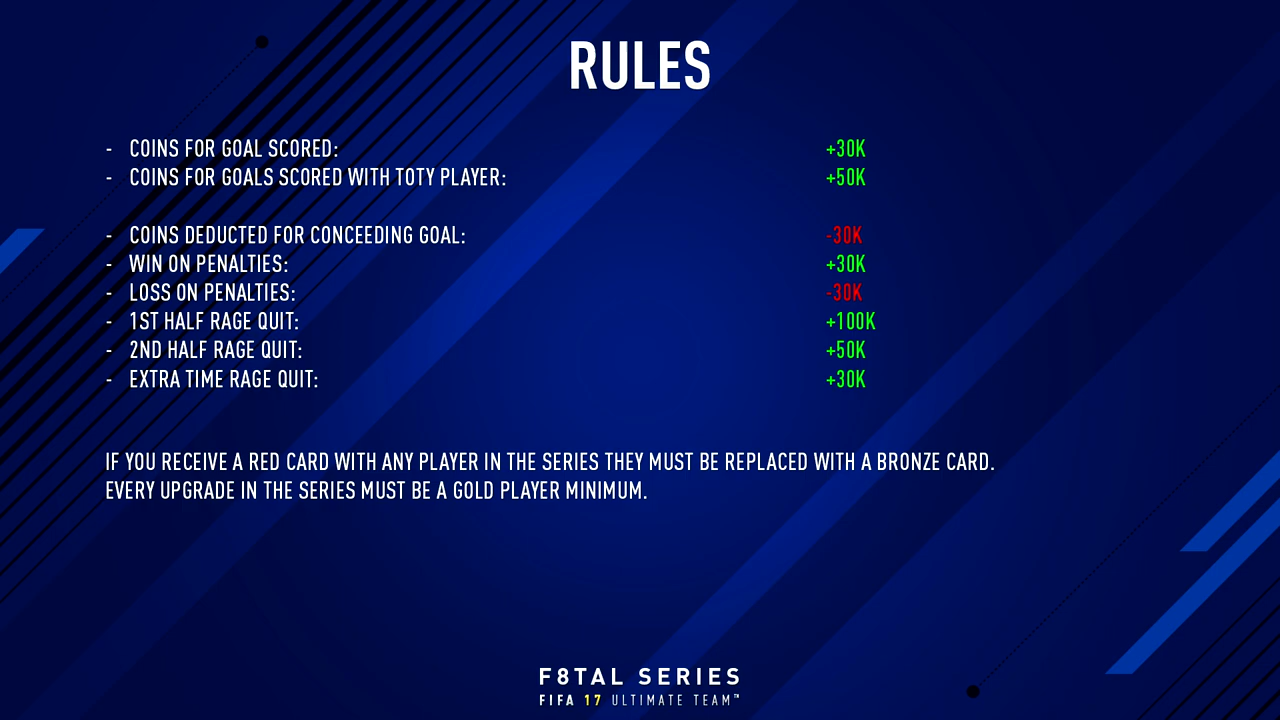 RULES
- COINS FOR GOAL SCORED: +30K
- COINS FOR GOALS SCORED WITH TOTY PLAYER: +50K
- COINS DEDUCTED FOR CONCEEDING GOAL: -30K
- WIN ON PENALTIES: +30K
- LOSS ON PENALTIES: -30K
- 1ST HALF RAGE QUIT: +100K
- 2ND HALF RAGE QUIT: +50K
- EXTRA TIME RAGE QUIT: +30K
IF YOU RECEIVE A RED CARD WITH ANY PLAYER IN THE SERIES THEY MUST BE REPLACED WITH A BRONZE CARD.
EVERY UPGRADE IN THE SERIES MUST BE A GOLD PLAYER MINIMUM.
F8TAL SERIES
FIFA 17 ULTIMATE TEAM™